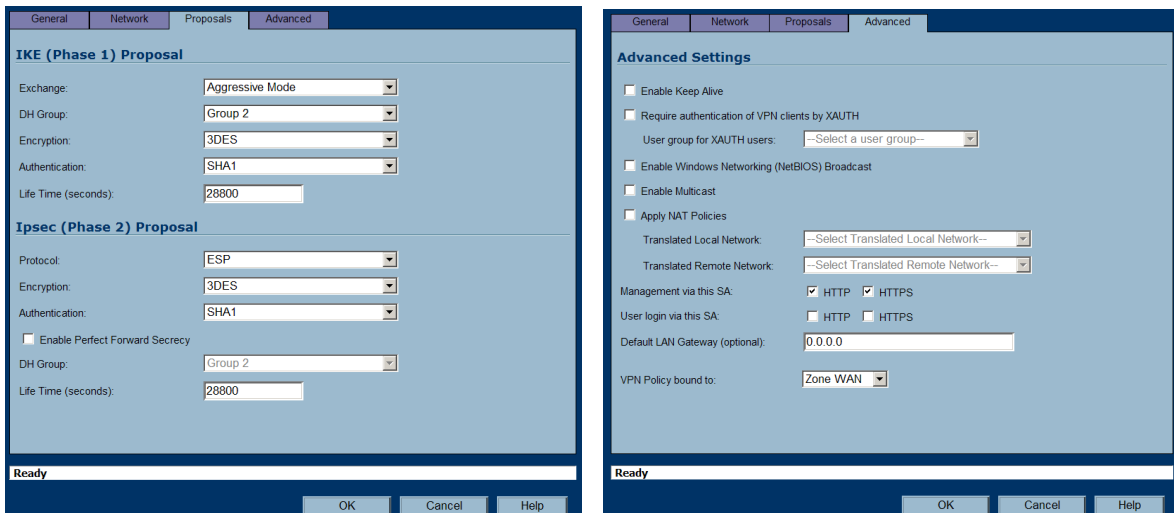 General Network Proposals Advanced
IKE (Phase 1) Proposal
Exchange: Aggressive Mode
DH Group: Group 2
Encryption: 3DES
Authentication: SHA1
Life Time (seconds): 28800
Ipsec (Phase 2) Proposal
Protocol: ESP
Encryption: 3DES
Authentication: SHA1
Enable Perfect Forward Secrecy
DH Group: Group 2
Life Time (seconds): 28800
Ready
OK Cancel Help
General Network Proposals Advanced
Advanced Settings
Enable Keep Alive
Require authentication of VPN clients by XAUTH
User group for XAUTH users: --Select a user group--
Enable Windows Networking (NetBIOS) Broadcast
Enable Multicast
Apply NAT Policies
Translated Local Network: --Select Translated Local Network--
Translated Remote Network: --Select Translated Remote Network--
Management via this SA: HTTP HTTPS
User login via this SA: HTTP HTTPS
Default LAN Gateway (optional): 0.0.0.0
VPN Policy bound to: Zone WAN
Ready
OK Cancel Help